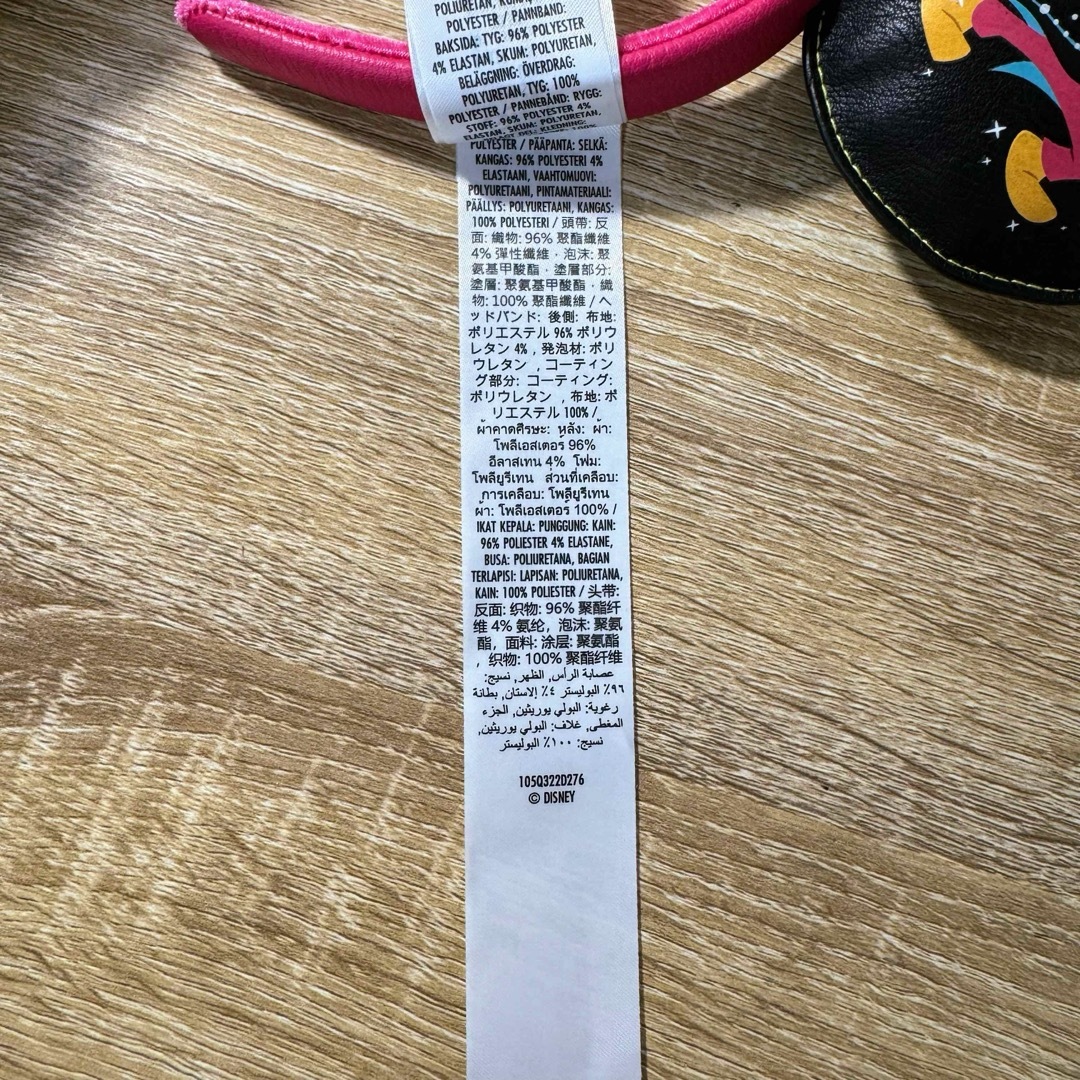 POLIURETAN,
POLYESTER / PANNBAND:
BAKSIDA: TYG: 96% POLYESTER
4% ELASTAN, SKUM: POLYURETAN,
BELÄGGNING: ÖVERDRAG:
POLYURETAN, TYG: 100%
POLYESTER / PANNEBÅND: RYGG:
STOFF: 96% POLYESTER 4%
ELASTAN, SKUM: POLYURETAN,
POLYESTER / PÄÄPANTA: SELKÄ:
KANGAS: 96% POLYESTERI 4%
ELASTAANI, VAAHTOMUOVI:
POLYURETAANI, PINTAMATERIAALI:
PÄÄLLYS: POLYURETAANI, KANGAS:
100% POLYESTERI / 頭帶: 反
面: 織物: 96% 聚酯纖維
4% 彈性纖維．泡沫: 聚
氨基甲酸酯．塗層部分:
塗層: 聚氨基甲酸酯．織
物: 100% 聚酯纖維 / ヘ
ッドバンド: 後側: 布地:
ポリエステル 96% ポリウ
レタン 4% , 発泡材: ポリ
ウレタン , コーティン
グ部分: コーティング:
ポリウレタン , 布地: ポ
リエステル 100% /
ผ้าคาดศีรษะ: หลัง: ผ้า:
โพลีเอสเตอร์ 96%
อีลาสเทน 4% โฟม:
โพลียูรีเทน ส่วนที่เคลือบ:
การเคลือบ: โพลียูรีเทน
ผ้า: โพลีเอสเตอร์ 100% /
IKAT KEPALA: PUNGGUNG: KAIN:
96% POLIESTER 4% ELASTANE,
BUSA: POLIURETANA, BAGIAN
TERLAPISI: LAPISAN: POLIURETANA,
KAIN: 100% POLIESTER / 头带:
反面: 织物: 96% 聚酯纤
维 4% 氨纶, 泡沫: 聚氨
酯, 面料: 涂层: 聚氨酯
, 织物: 100% 聚酯纤维
عصابة الرأس, الظهر, نسيج:
٩٦٪ البوليستر ٤٪ إلاستان, بطانة
رغوية: البولي يوريثين, الجزء
المغطى, غلاف: البولي يوريثين,
نسيج: ١٠٠٪ البوليستر
105Q322D276
© DISNEY